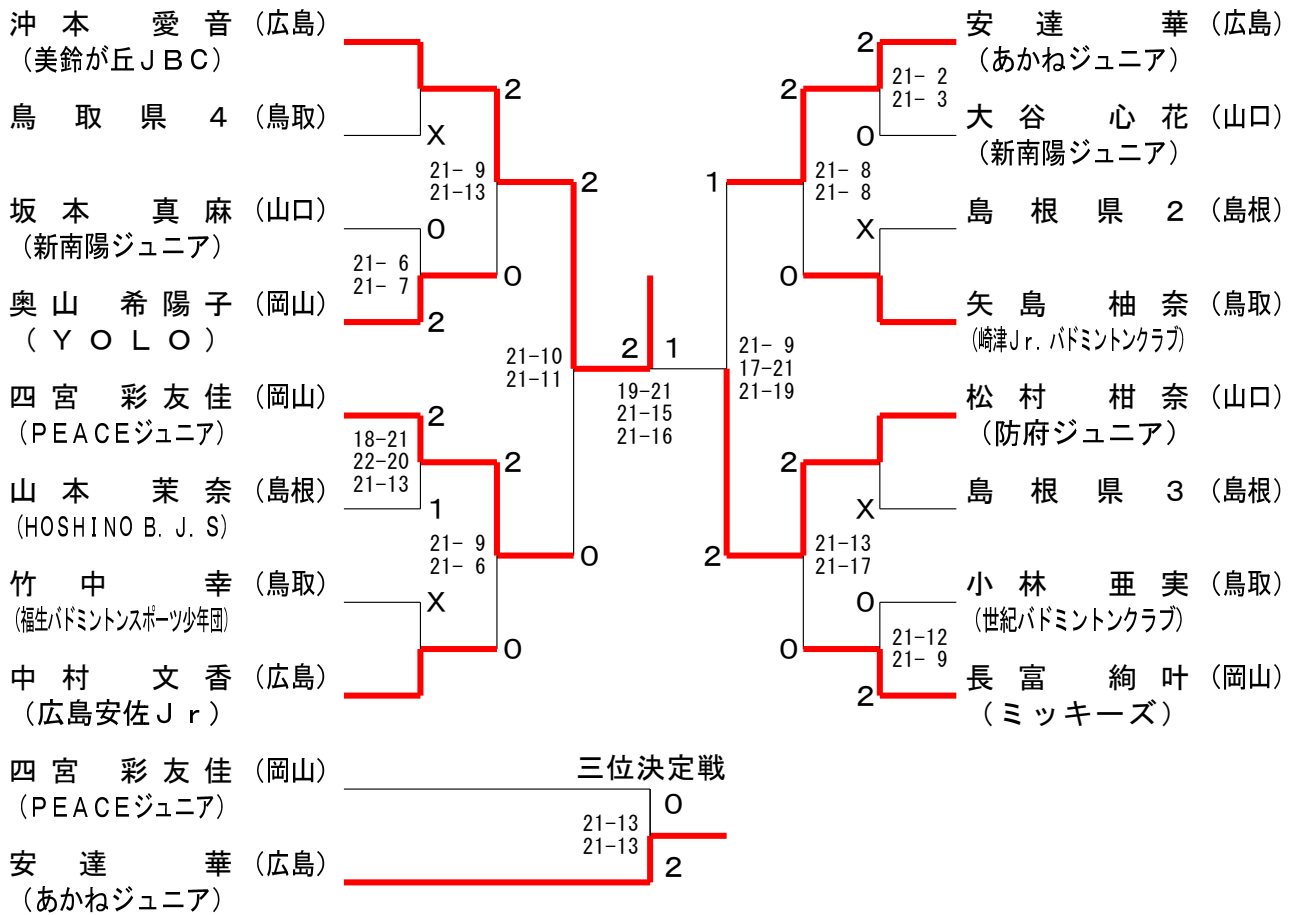 沖本 愛音 (広島)
(美鈴が丘JBC)
鳥取県4 (鳥取)
坂本 真麻 (山口)
(新南陽ジュニア)
奥山 希陽子 (岡山)
(YOLO)
四宮 彩友佳 (岡山)
(PEACEジュニア)
山本 茉奈 (島根)
(HOSHINO B.J.S)
竹中 幸 (鳥取)
(福生バドミントンスポーツ少年団)
中村 文香 (広島)
(広島安佐Jr)
X
0
21- 6
21- 7
2
2
18-21
22-20
21-13
1
X
2
21- 9
21-13
0
2
21- 9
21- 6
0
2
21-10
21-11
0
2
1
19-21
21-15
21-16
1
21- 9
17-21
21-19
2
2
21- 8
21- 8
0
2
21-13
21-17
0
2
21- 2
21- 3
0
X
X
0
21-12
21- 9
2
安達 華 (広島)
(あかねジュニア)
大谷 心花 (山口)
(新南陽ジュニア)
島根県2 (島根)
矢島 柚奈 (鳥取)
(崎津Jr.バドミントンクラブ)
松村 柑奈 (山口)
(防府ジュニア)
島根県3 (島根)
小林 亜実 (鳥取)
(世紀バドミントンクラブ)
長富 絢叶 (岡山)
(ミッキーズ)
三位決定戦
四宮 彩友佳 (岡山)
(PEACEジュニア)
0
21-13
21-13
2
安達 華 (広島)
(あかねジュニア)